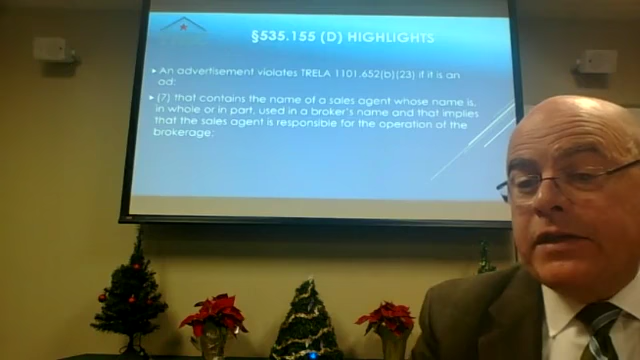 §535.155 (D) HIGHLIGHTS
An advertisement violates TRELA 1101.652(b)(23) if it is an
ad:
(7) that contains the name of a sales agent whose name is,
in whole or in part, used in a broker's name and that implies
that the sales agent is responsible for the operation of the
brokerage;